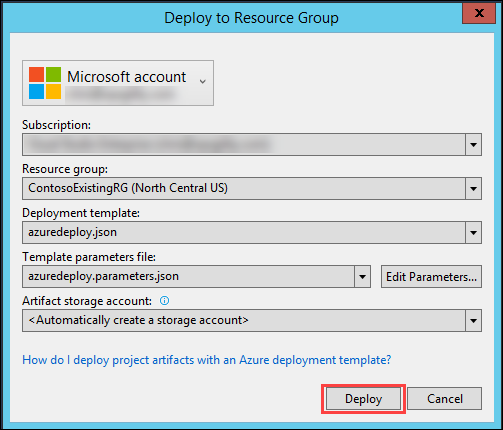 Deploy to Resource Group
x
Microsoft account
Subscription:
Resource group:
ContosoExistingRG (North Central US)
Deployment template:
azuredeploy.json
Template parameters file:
azuredeploy.parameters.json
Edit Parameters...
Artifact storage account:
<Automatically create a storage account>
How do I deploy project artifacts with an Azure deployment template?
Deploy
Cancel